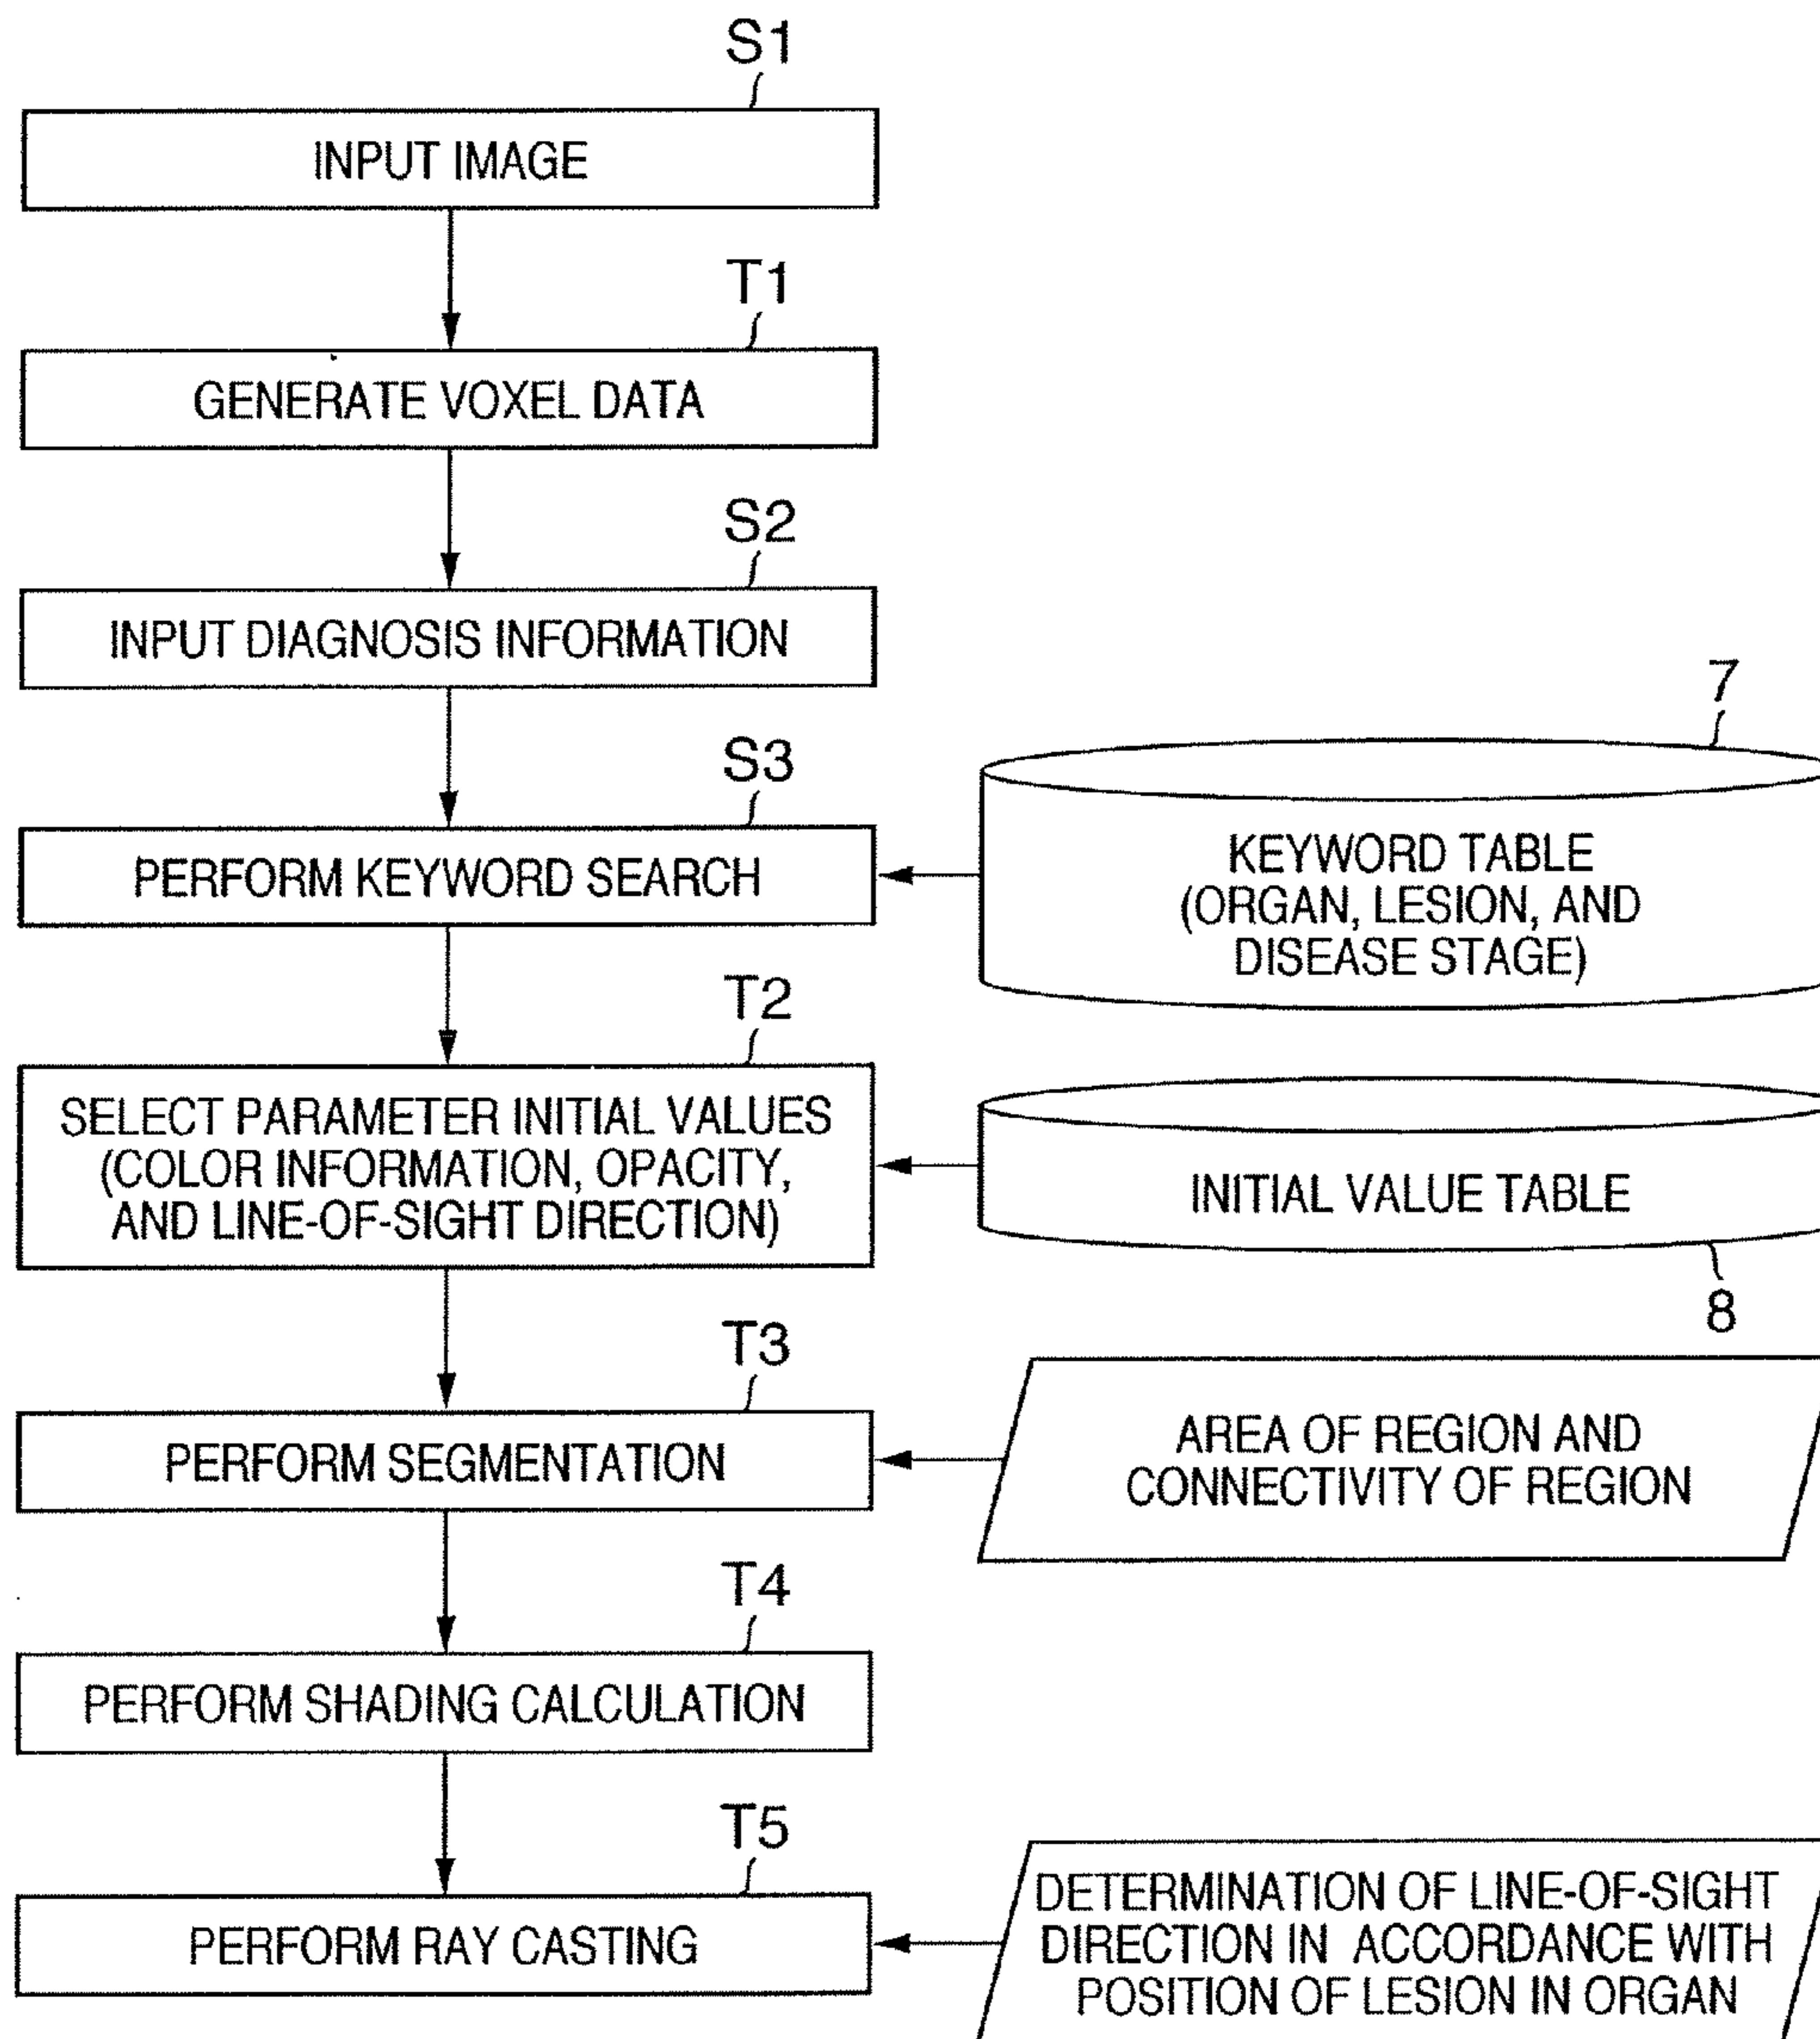 S1
INPUT IMAGE
T1
GENERATE VOXEL DATA
S2
INPUT DIAGNOSIS INFORMATION
S3
PERFORM KEYWORD SEARCH
7
KEYWORD TABLE
(ORGAN, LESION, AND
DISEASE STAGE)
T2
SELECT PARAMETER INITIAL VALUES
(COLOR INFORMATION, OPACITY,
AND LINE-OF-SIGHT DIRECTION)
INITIAL VALUE TABLE
8
T3
PERFORM SEGMENTATION
AREA OF REGION AND
CONNECTIVITY OF REGION
T4
PERFORM SHADING CALCULATION
T5
PERFORM RAY CASTING
DETERMINATION OF LINE-OF-SIGHT
DIRECTION IN ACCORDANCE WITH
POSITION OF LESION IN ORGAN